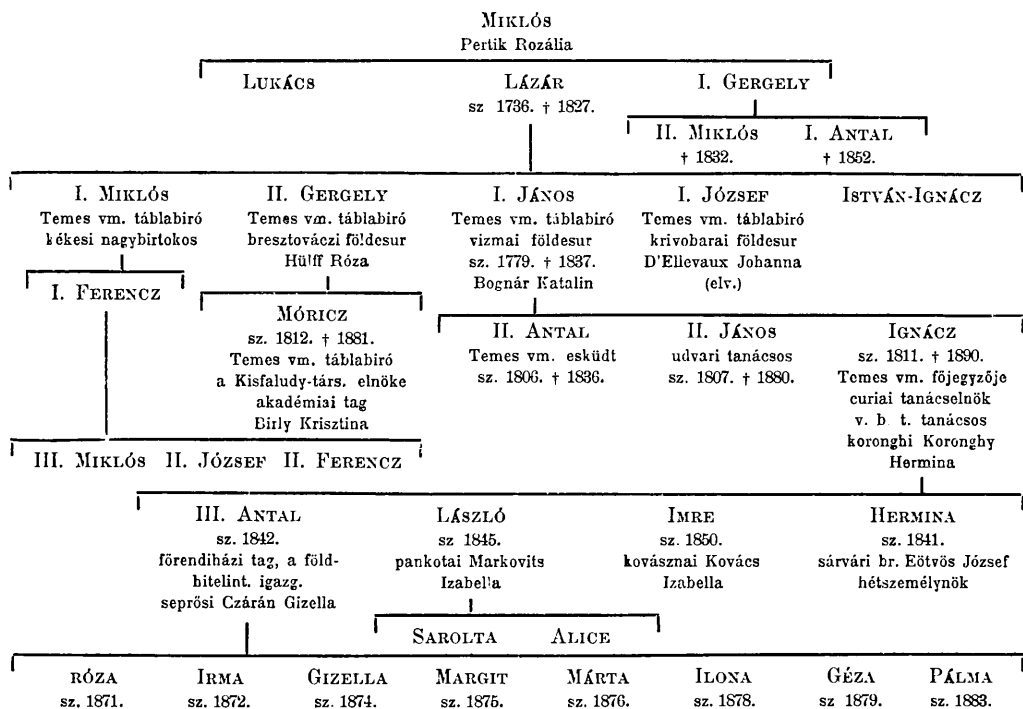 MIKLÓS
Pertik Rozália
LUKÁCS
LÁZÁR
sz 1736. † 1827.
I. GERGELY
II. MIKLÓS
† 1832.
I. ANTAL
† 1852.
I. MIKLÓS
Temes vm. táblabiró
kékesi nagybirtokos
II. GERGELY
Temes vm. táblabiró
bresztováczi földesur
Hülff Róza
I. JÁNOS
Temes vm. táblabiró
vizmai földesur
sz. 1779. † 1837.
Bognár Katalin
I. JÓZSEF
Temes vm. táblabiró
krivobarai földesur
D'Ellevaux Johanna
(elv.)
ISTVÁN-IGNÁCZ
I. FERENCZ
MÓRICZ
sz. 1812. † 1881.
Temes vm. táblabiró
a Kisfaludy-társ. elnöke
akadémiai tag
Birly Krisztina
II. ANTAL
Temes vm. esküdt
sz. 1806. † 1836.
II. JÁNOS
udvari tanácsos
sz. 1807. † 1880.
IGNÁCZ
sz. 1811. † 1890.
Temes vm. főjegyzője
curiai tanácselnök
v. b t. tanácsos
koronghi Koronghy
Hermina
III. MIKLÓS II. JÓZSEF II. FERENCZ
III. ANTAL
sz. 1842.
főrendiházi tag, a föld-
hitelint. igazg.
seprősi Czárán Gizella
LÁSZLÓ
sz 1845.
pankotai Markovits
Izabella
IMRE
sz. 1850.
kovásznai Kovács
Izabella
HERMINA
sz. 1841.
sárvári br. Eötvös József
hétszemélynök
SAROLTA ALICE
RÓZA
sz. 1871.
IRMA
sz. 1872.
GIZELLA
sz. 1874.
MARGIT
sz. 1875.
MÁRTA
sz. 1876.
ILONA
sz. 1878.
GÉZA
sz 1879.
PÁLMA
sz. 1883.